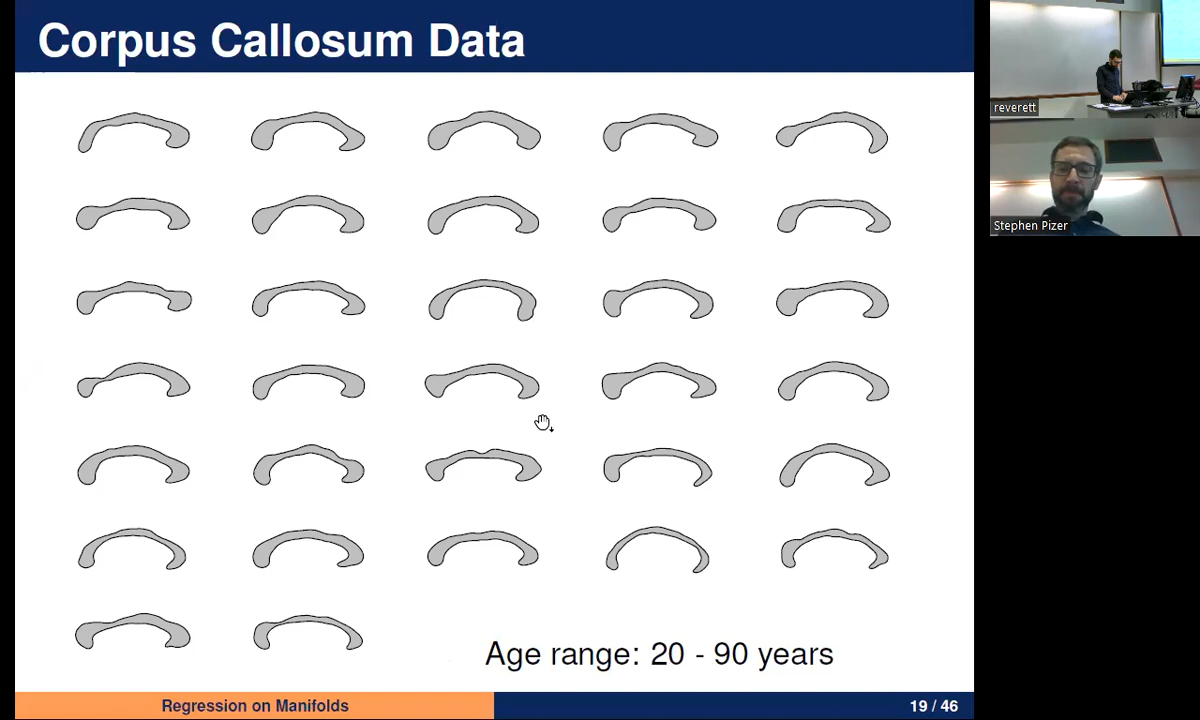 Corpus Callosum Data
reverett
Stephen Pizer
Age range: 20 - 90 years
Regression on Manifolds
19 / 46